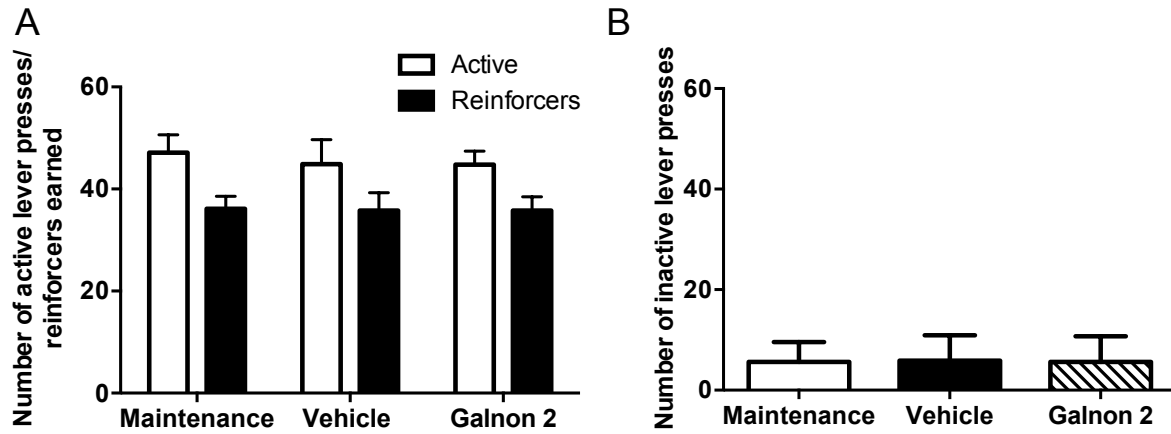 A
Number of active lever presses/
reinforcers earned
60
40
20
0
Active
Reinforcers
Maintenance
Vehicle
Galnon 2
B
Number of inactive lever presses
60
40
20
0
Maintenance
Vehicle
Galnon 2